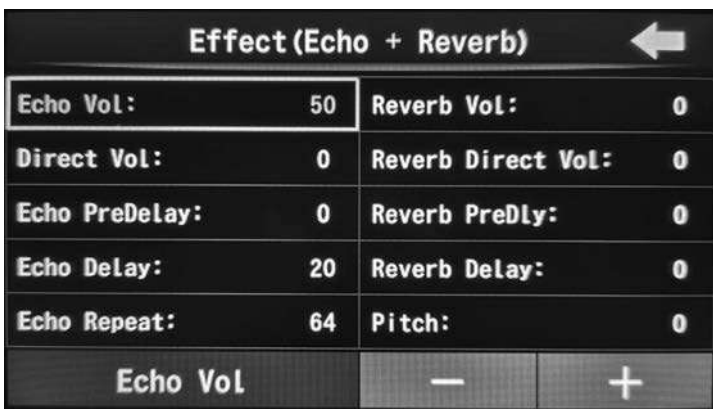 Effect(Echo + Reverb)
Echo Vol: 50 Reverb Vol: 0
Direct Vol: 0 Reverb Direct Vol: 0
Echo PreDelay: 0 Reverb PreDly: 0
Echo Delay: 20 Reverb Delay: 0
Echo Repeat: 64 Pitch: 0
Echo Vol − +